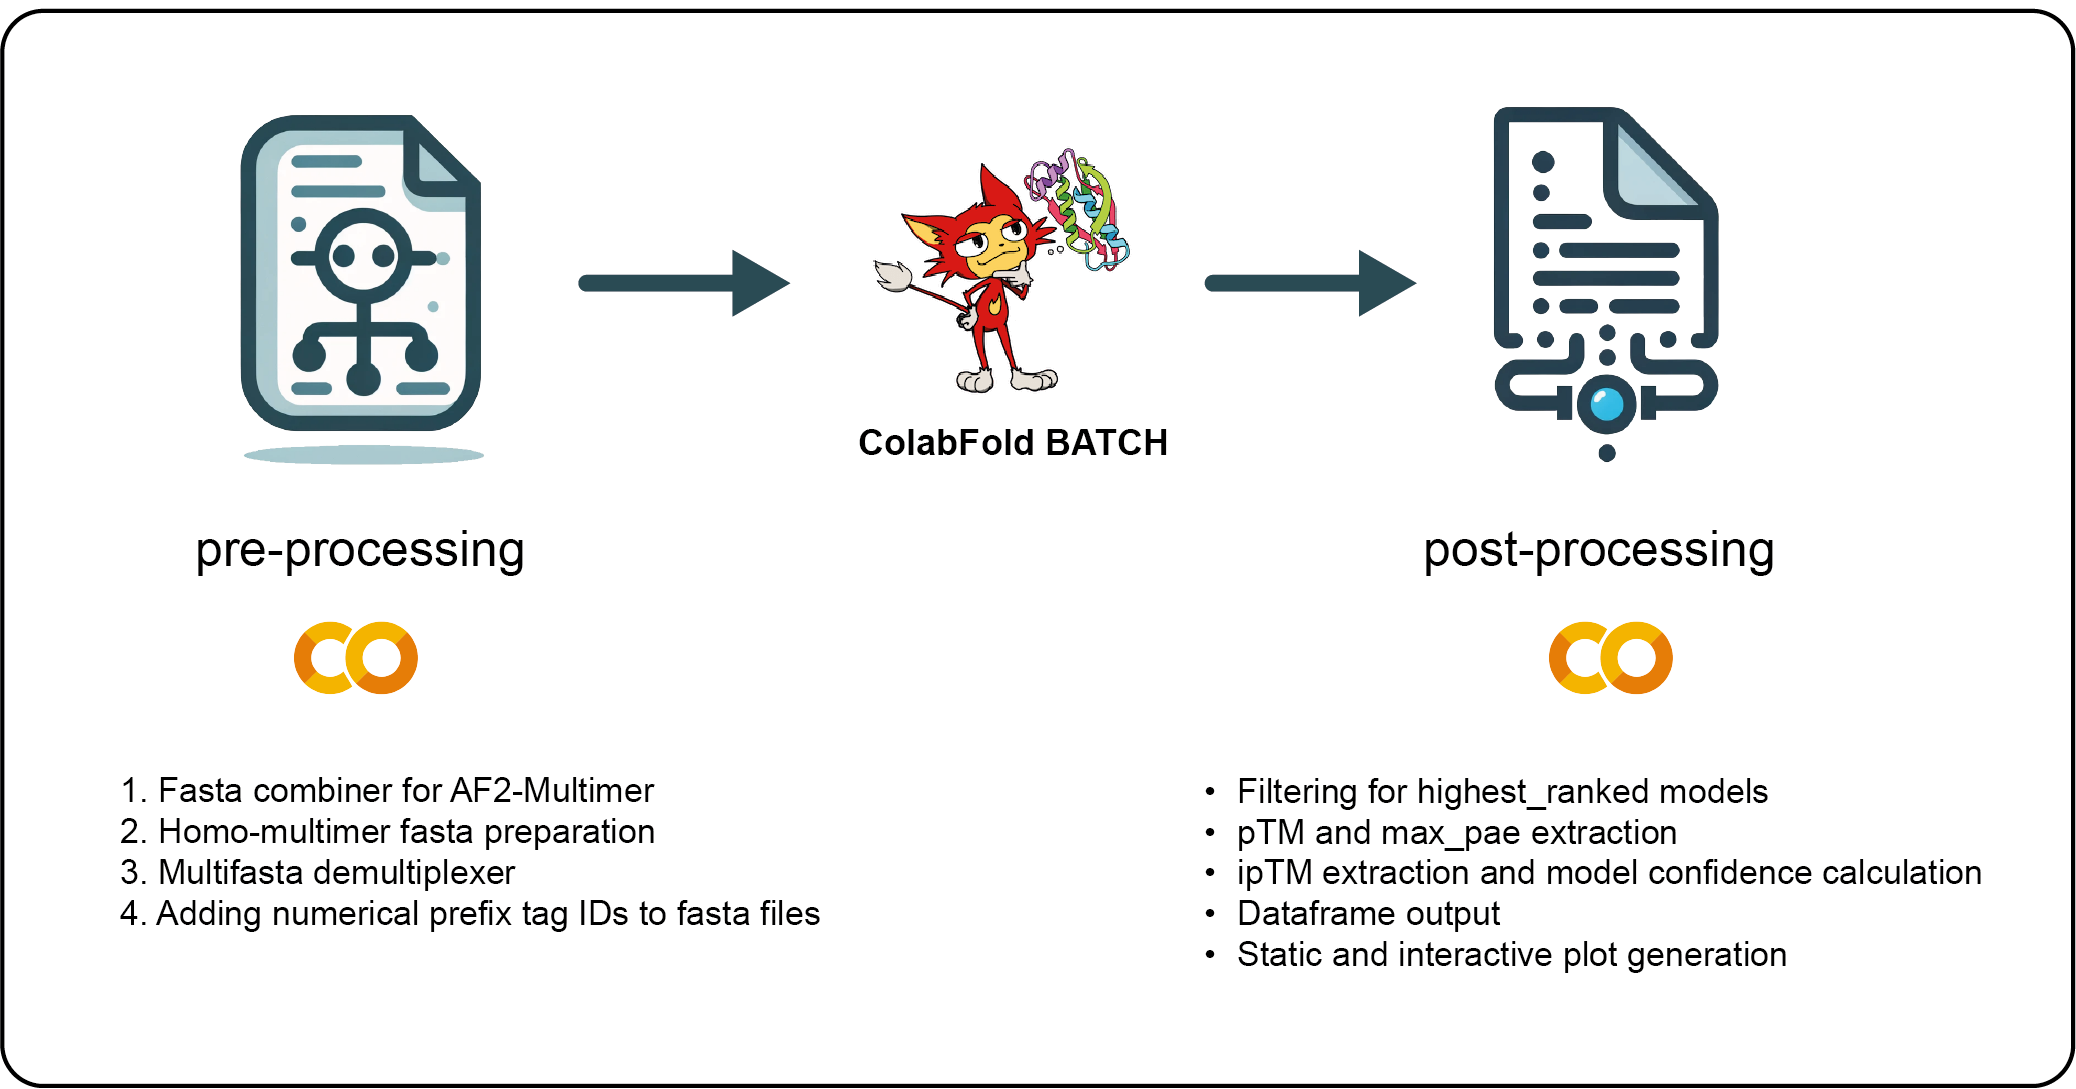 ColabFold BATCH
pre-processing
post-processing
1. Fasta combiner for AF2-Multimer
2. Homo-multimer fasta preparation
3. Multifasta demultiplexer
4. Adding numerical prefix tag IDs to fasta files
• Filtering for highest_ranked models
• pTM and max_pae extraction
• ipTM extraction and model confidence calculation
• Dataframe output
• Static and interactive plot generation